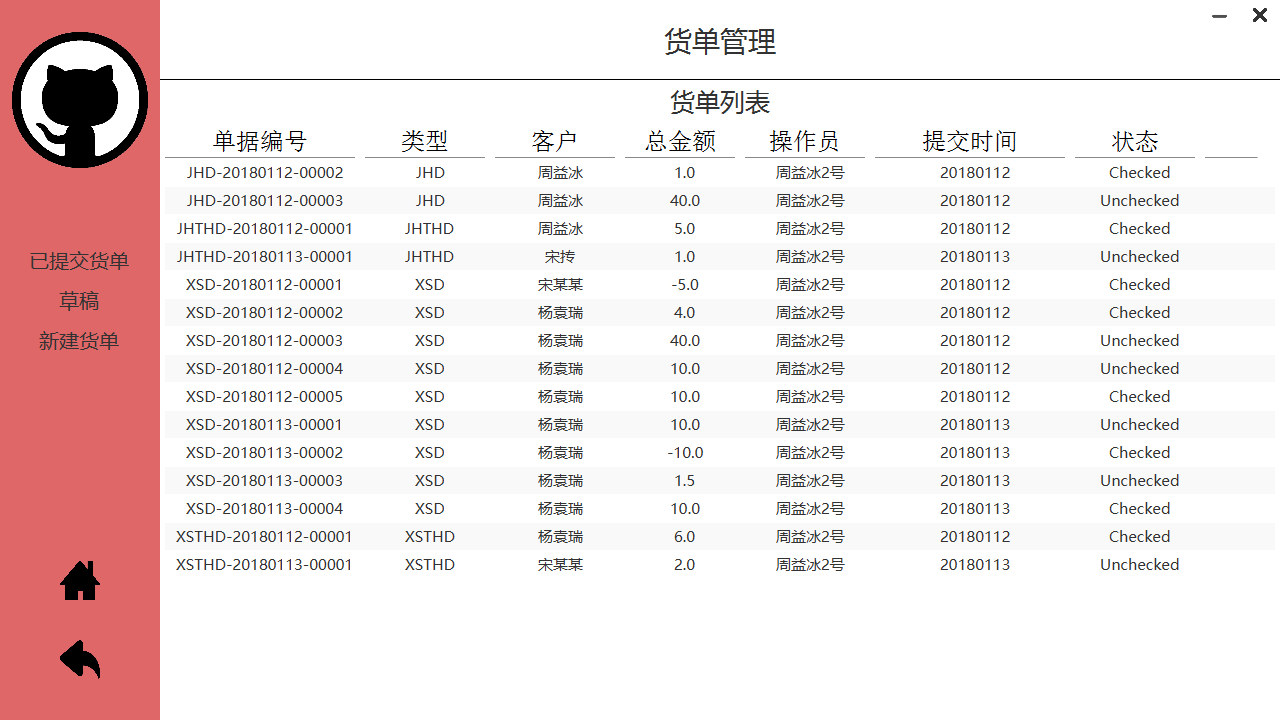 货单管理
货单列表
单据编号 类型 客户 总金额 操作员 提交时间 状态
JHD-20180112-00002 JHD 周益冰 1.0 周益冰2号 20180112 Checked
JHD-20180112-00003 JHD 周益冰 40.0 周益冰2号 20180112 Unchecked
JHTHD-20180112-00001 JHTHD 周益冰 5.0 周益冰2号 20180112 Checked
JHTHD-20180113-00001 JHTHD 宋抟 1.0 周益冰2号 20180113 Unchecked
XSD-20180112-00001 XSD 宋某某 -5.0 周益冰2号 20180112 Checked
XSD-20180112-00002 XSD 杨袁瑞 4.0 周益冰2号 20180112 Checked
XSD-20180112-00003 XSD 杨袁瑞 40.0 周益冰2号 20180112 Unchecked
XSD-20180112-00004 XSD 杨袁瑞 10.0 周益冰2号 20180112 Unchecked
XSD-20180112-00005 XSD 杨袁瑞 10.0 周益冰2号 20180112 Checked
XSD-20180113-00001 XSD 杨袁瑞 10.0 周益冰2号 20180113 Unchecked
XSD-20180113-00002 XSD 杨袁瑞 -10.0 周益冰2号 20180113 Checked
XSD-20180113-00003 XSD 杨袁瑞 1.5 周益冰2号 20180113 Unchecked
XSD-20180113-00004 XSD 杨袁瑞 10.0 周益冰2号 20180113 Checked
XSTHD-20180112-00001 XSTHD 杨袁瑞 6.0 周益冰2号 20180112 Checked
XSTHD-20180113-00001 XSTHD 宋某某 2.0 周益冰2号 20180113 Unchecked
已提交货单
草稿
新建货单